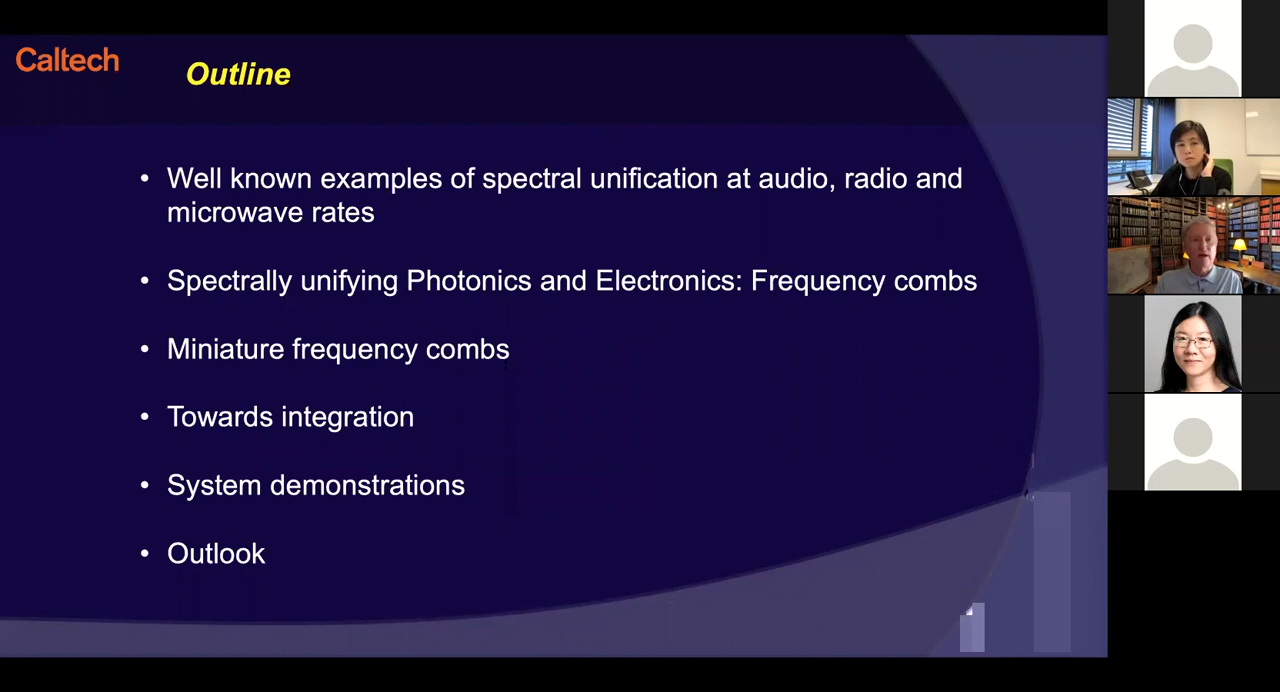 Caltech
Outline
• Well known examples of spectral unification at audio, radio and
microwave rates
• Spectrally unifying Photonics and Electronics: Frequency combs
• Miniature frequency combs
• Towards integration
• System demonstrations
• Outlook